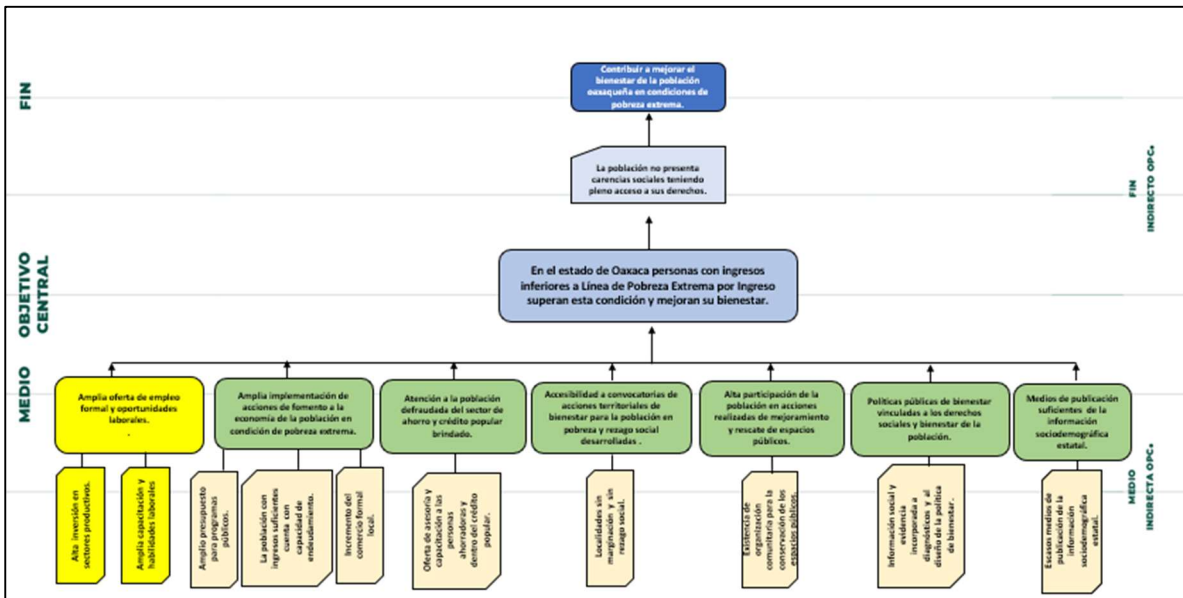 FIN
Contribuir a mejorar el
bienestar de la población
oaxaqueña en condiciones de
pobreza extrema.
La población no presenta
carencias sociales teniendo
pleno acceso a sus derechos.
FIN
INDIRECTO OPC.
OBJETIVO
CENTRAL
En el estado de Oaxaca personas con ingresos
inferiores a Línea de Pobreza Extrema por Ingreso
superan esta condición y mejoran su bienestar.
MEDIO
Amplia oferta de empleo
formal y oportunidades
laborales.
.
Amplia implementación de
acciones de fomento a la
economía de la población en
condición de pobreza extrema.
Atención a la población
defraudada del sector de
ahorro y crédito popular
brindado.
Accesibilidad a convocatorias de
acciones territoriales de
bienestar para la población en
pobreza y rezago social
desarrolladas .
Alta participación de la
población en acciones
realizadas de mejoramiento y
rescate de espacios
públicos.
Políticas públicas de bienestar
vinculadas a los derechos
sociales y bienestar de la
población.
Medios de publicación
suficientes de la
información
sociodemográfica
estatal.
MEDIO
INDIRECTA OPC.
Alta inversión en
sectores productivos.
Amplia capacitación y
habilidades laborales
Amplio presupuesto
para programas
públicos.
La población con
ingresos suficientes
cuenta con
capacidad de
endeudamiento.
Incremento del
comercio formal
local.
Oferta de asesoría y
capacitación a las
personas
ahorradoras y
dentro del crédito
popular.
Localidades sin
marginación y sin
rezago social.
Existencia de
organización
comunitaria para la
conservación de los
espacios públicos.
Información social y
evidencia
incorporada a
diagnósticos y al
diseño de la política
de bienestar .
Escasos medios de
publicación de la
información
sociodemográfica
estatal.